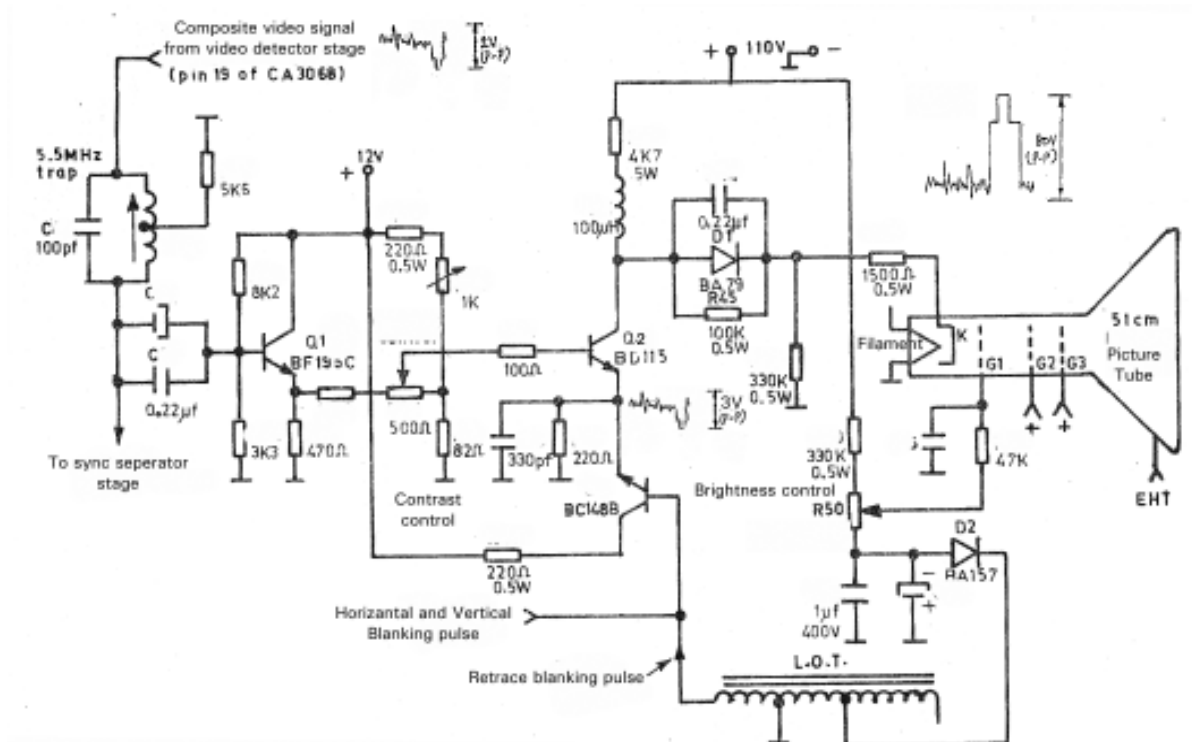 Composite video signal
from video detector stage
(pin 19 of CA3068)
1V
(P-P)
+ 110V -
5.5MHz
trap
5K6
C
100pf
12V
+
4K7
5W
80V
(P-P)
100µH
0.22µf
D1
BA79
R45
100K
0.5W
220Ω
0.5W
1K
8K2
C
C
0.22µf
Q1
BF195C
Q2
BD115
100Ω
1500Ω
0.5W
K
Filament
G1
G2
G3
+
+
51cm
Picture
Tube
330K
0.5W
3V
(P-P)
3K3
470Ω
500Ω
82Ω
330pf
220Ω
To sync seperator
stage
Contrast
control
BC148B
330K
0.5W
47K
EHT
Brightness control
R50
D2
BA157
220Ω
0.5W
1µf
400V
-
+
Horizantal and Vertical
Blanking pulse
Retrace blanking pulse
L.O.T.